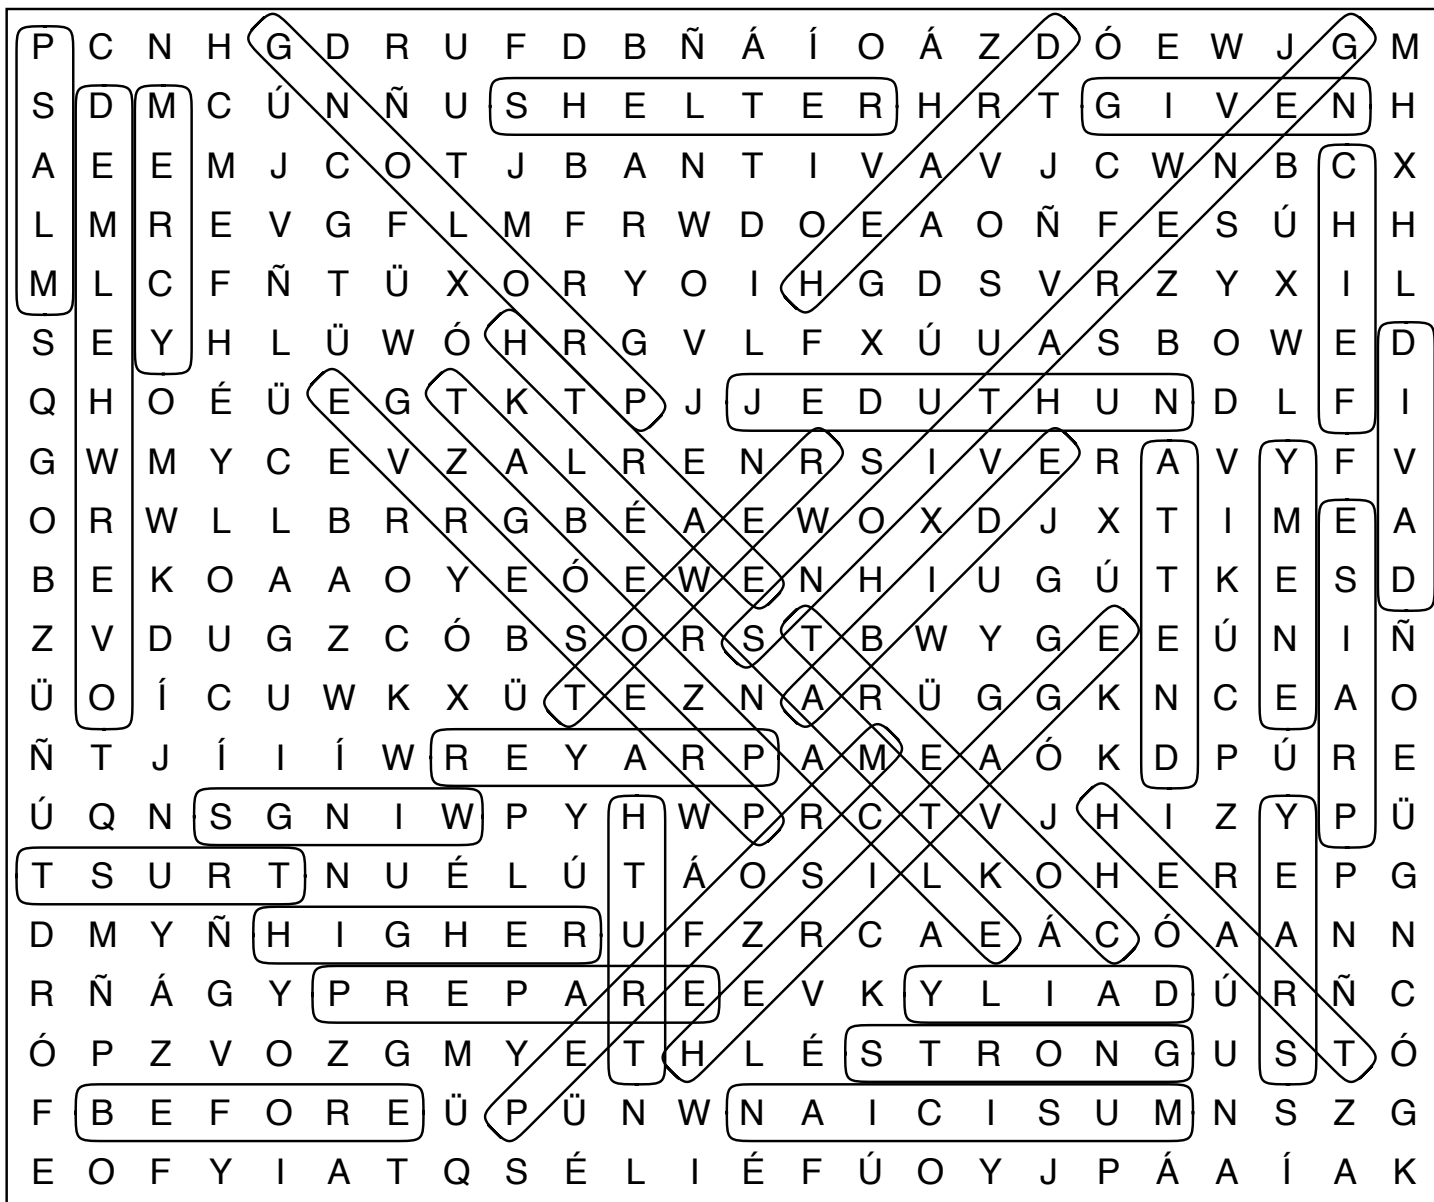 P C N H G D R U F D B Ñ Á Í O Á Z D Ó E W J G M
S D M C Ú N Ñ U S H E L T E R H R T G I V E N H
A E E M J C O T J B A N T I V A V J C W N B C X
L M R E V G F L M F R W D O E A O Ñ F E S Ú H H
M L C F Ñ T Ü X O R Y O I H G D S V R Z Y X I L
S E Y H L Ü W Ó H R G V L F X Ú U A S B O W E D
Q H O É Ü E G T K T P J J E D U T H U N D L F I
G W M Y C E V Z A L R E N R S I V E R A V Y F V
O R W L L B R R G B É A E W O X D J X T I M E A
B E K O A A O Y E Ó E W E N H I U G Ú T K E S D
Z V D U G Z C Ó B S O R S T B W Y G E E Ú N I Ñ
Ü O Í C U W K X Ü T E Z N A R Ü G G K N C E A O
Ñ T J Í I Í W R E Y A R P A M E A Ó K D P Ú R E
Ú Q N S G N I W P Y H W P R C T V J H I Z Y P Ü
T S U R T N U É L Ú T Á O S I L K O H E R E P G
D M Y Ñ H I G H E R U F Z R C A E Á C Ó A A N N
R Ñ Á G Y P R E P A R E E V K Y L I A D Ú R Ñ C
Ó P Z V O Z G M Y E T H L É S T R O N G U S T Ó
F B E F O R E Ü P Ü N W N A I C I S U M N S Z G
E O F Y I A T Q S É L I É F Ú O Y J P Á A Í A K